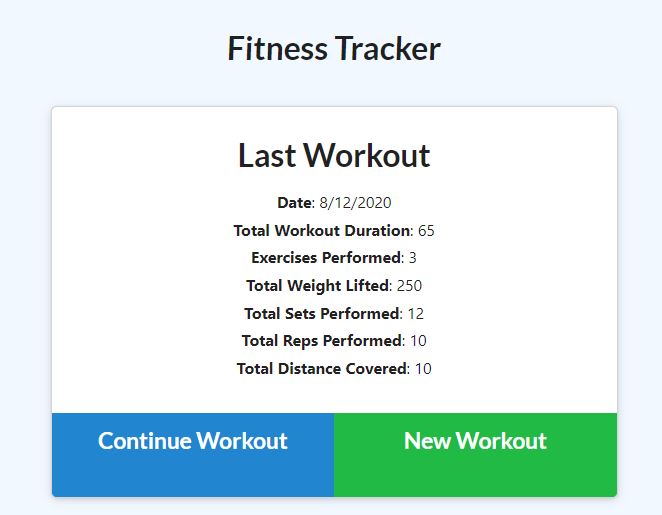 Fitness Tracker
Last Workout
Date: 8/12/2020
Total Workout Duration: 65
Exercises Performed: 3
Total Weight Lifted: 250
Total Sets Performed: 12
Total Reps Performed: 10
Total Distance Covered: 10
Continue Workout
New Workout